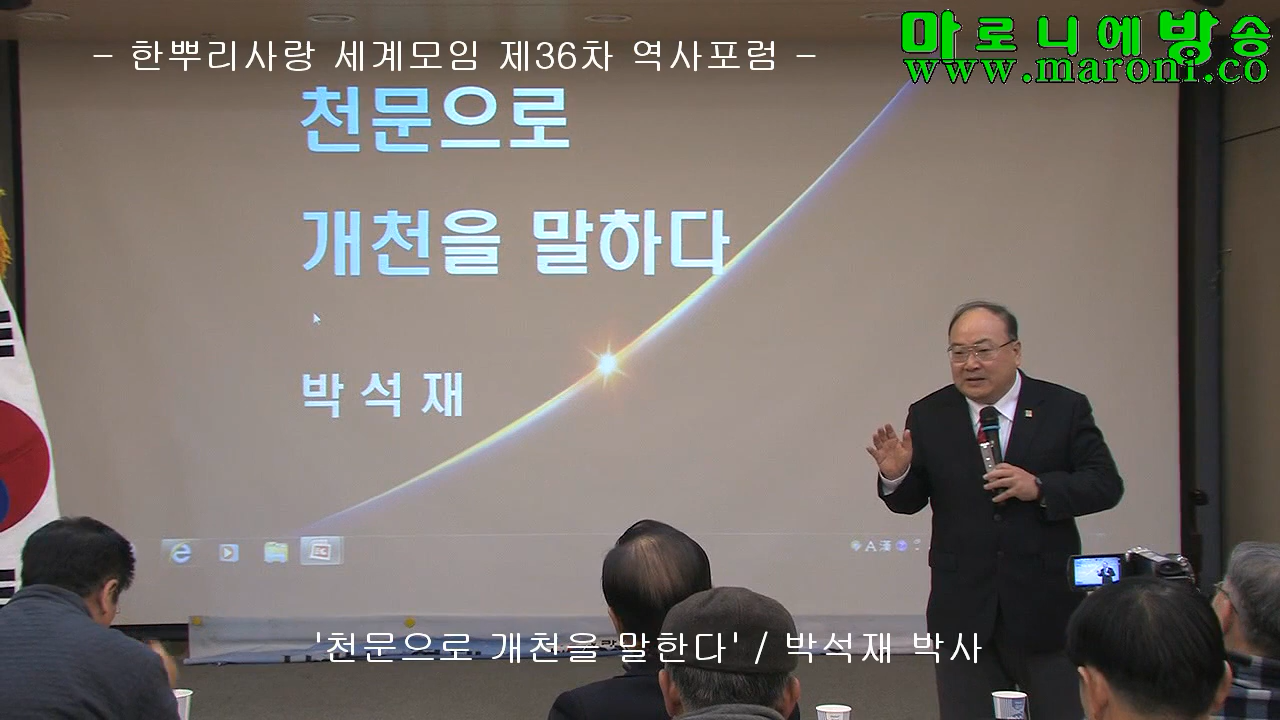 - 한뿌리사랑 세계모임 제36차 역사포럼 -
마로니에방송
www.maroni.co
천문으로
개천을 말하다
박석재
A 漢
'천문으로 개천을 말한다' / 박석재 박사